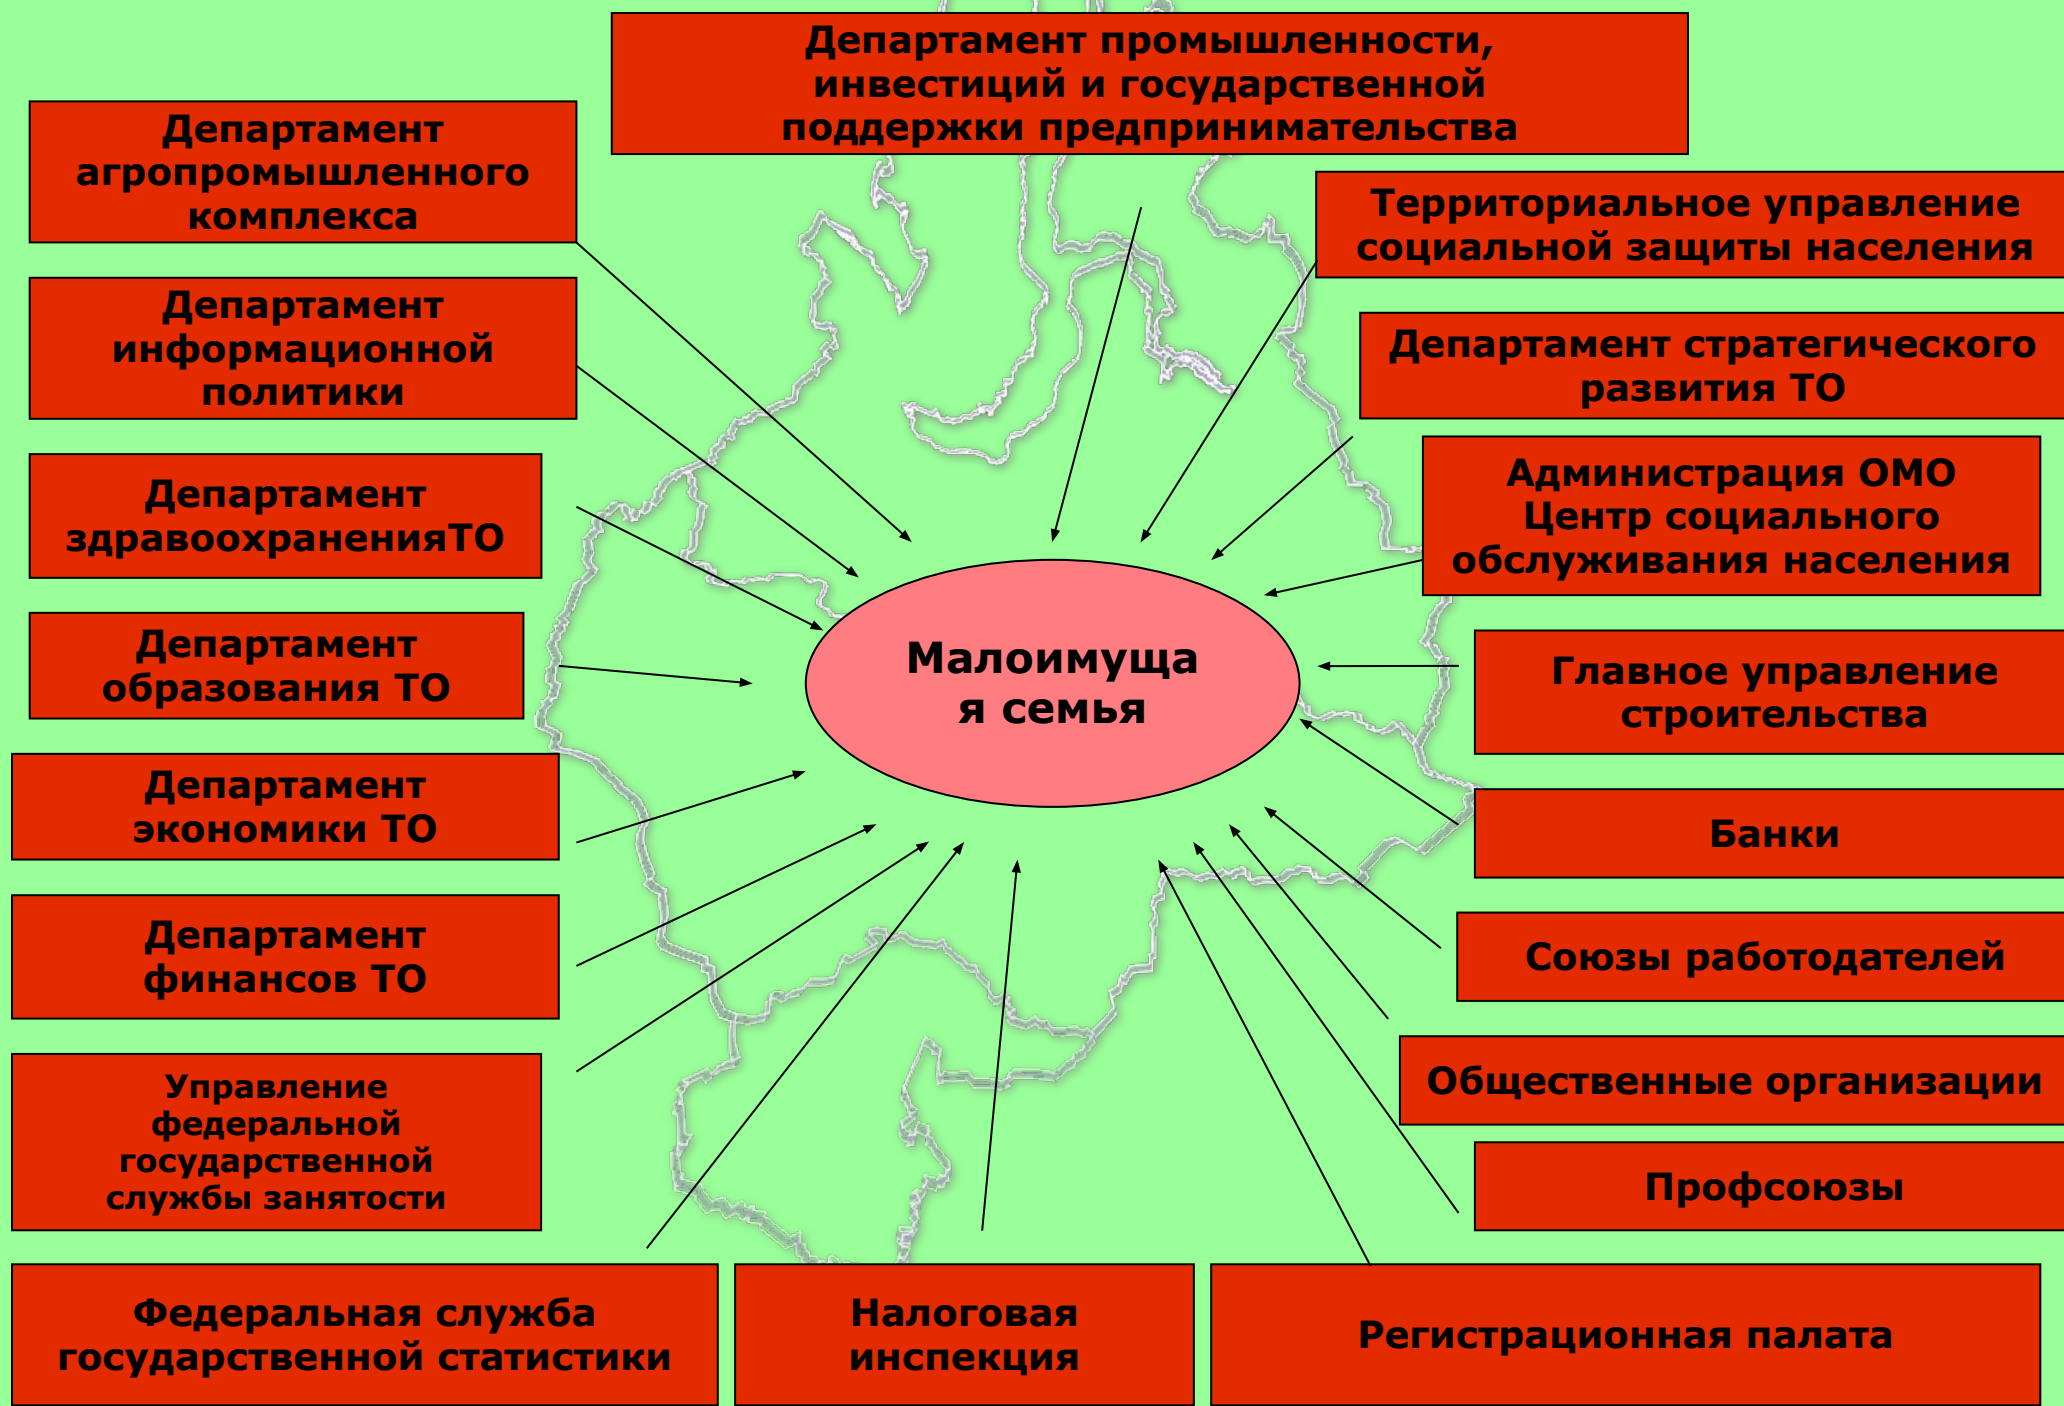 Департамент промышленности,
инвестиций и государственной
поддержки предпринимательства
Департамент
агропромышленного
комплекса
Территориальное управление
социальной защиты населения
Департамент
информационной
политики
Департамент стратегического
развития ТО
Департамент
здравоохраненияТО
Администрация ОМО
Центр социального
обслуживания населения
Департамент
образования ТО
Малоимуща
я семья
Главное управление
строительства
Департамент
экономики ТО
Банки
Департамент
финансов ТО
Союзы работодателей
Управление
федеральной
государственной
службы занятости
Общественные организации
Профсоюзы
Федеральная служба
государственной статистики
Налоговая
инспекция
Регистрационная палата